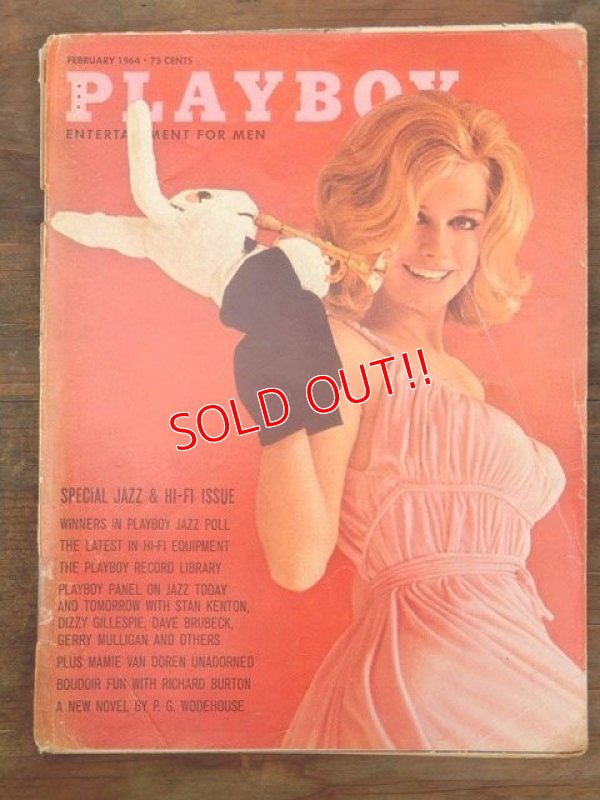 FEBRUARY 1964 • 75 CENTS
PLAYBOY
ENTERTAINMENT FOR MEN
SOLD OUT!!
SPECIAL JAZZ & HI-FI ISSUE
WINNERS IN PLAYBOY JAZZ POLL
THE LATEST IN HI-FI EQUIPMENT
THE PLAYBOY RECORD LIBRARY
PLAYBOY PANEL ON JAZZ TODAY
AND TOMORROW WITH STAN KENTON,
DIZZY GILLESPIE, DAVE BRUBECK,
GERRY MULLIGAN AND OTHERS
PLUS MAMIE VAN DOREN UNADORNED
BOUDOIR FUN WITH RICHARD BURTON
A NEW NOVEL BY P. G. WODEHOUSE